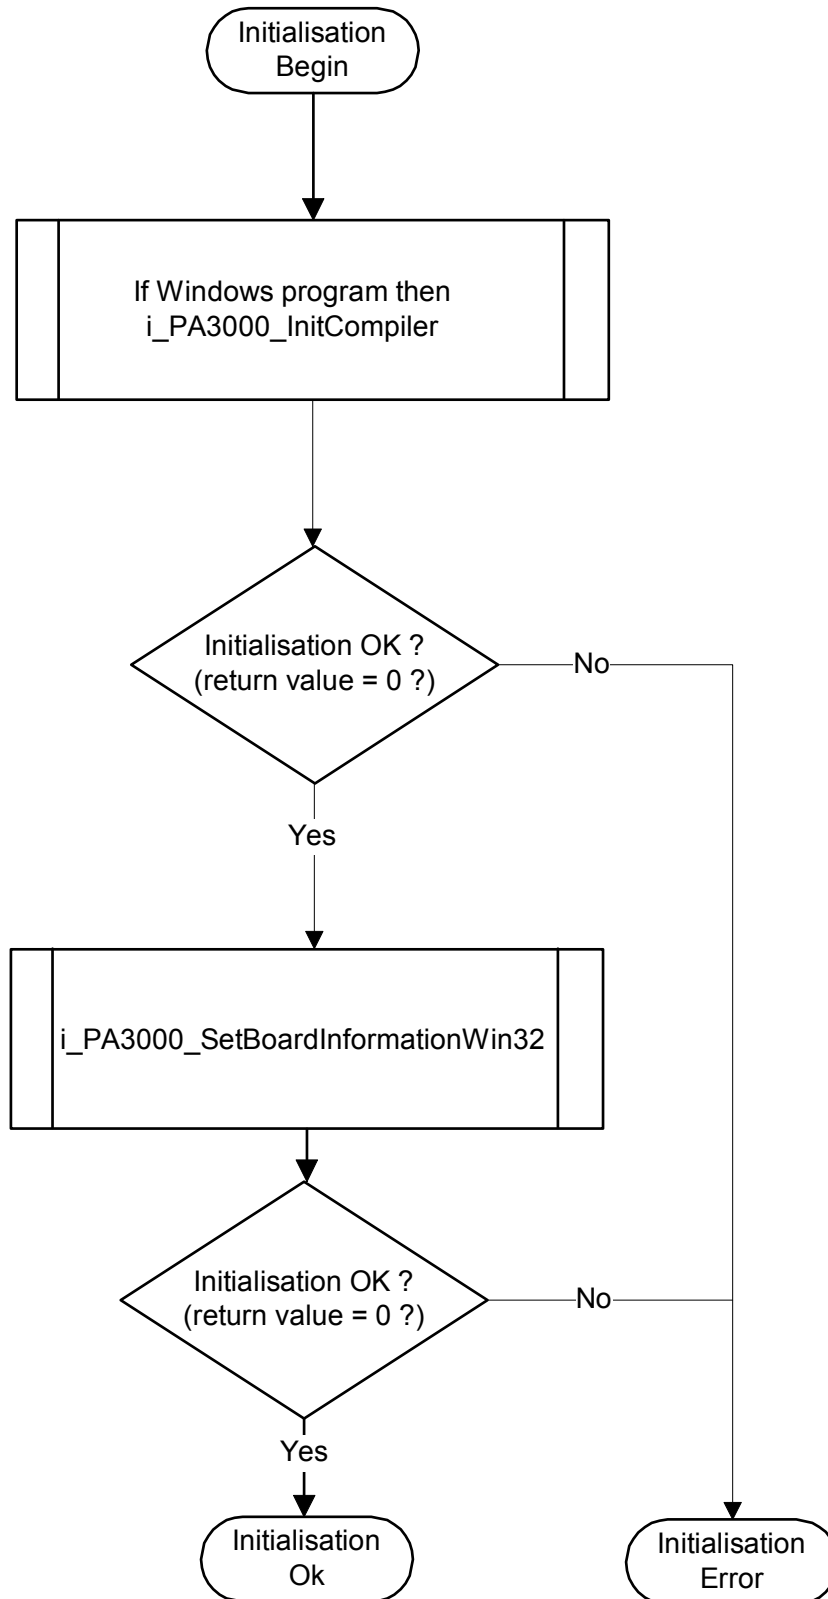 Initialisation
Begin
If Windows program then
i_PA3000_InitCompiler
Initialisation OK ?
(return value = 0 ?)
No
Yes
i_PA3000_SetBoardInformationWin32
Initialisation OK ?
(return value = 0 ?)
No
Yes
Initialisation
Ok
Initialisation
Error